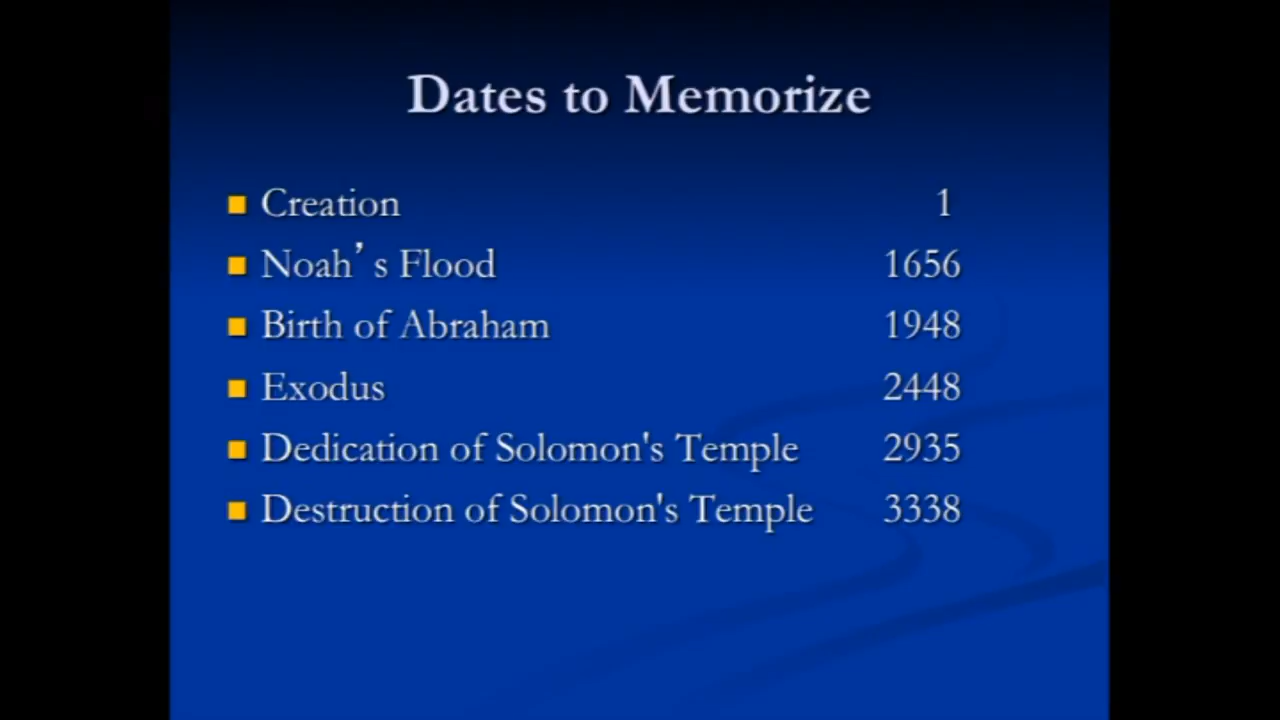 Dates to Memorize
Creation 1
Noah’s Flood 1656
Birth of Abraham 1948
Exodus 2448
Dedication of Solomon's Temple 2935
Destruction of Solomon's Temple 3338